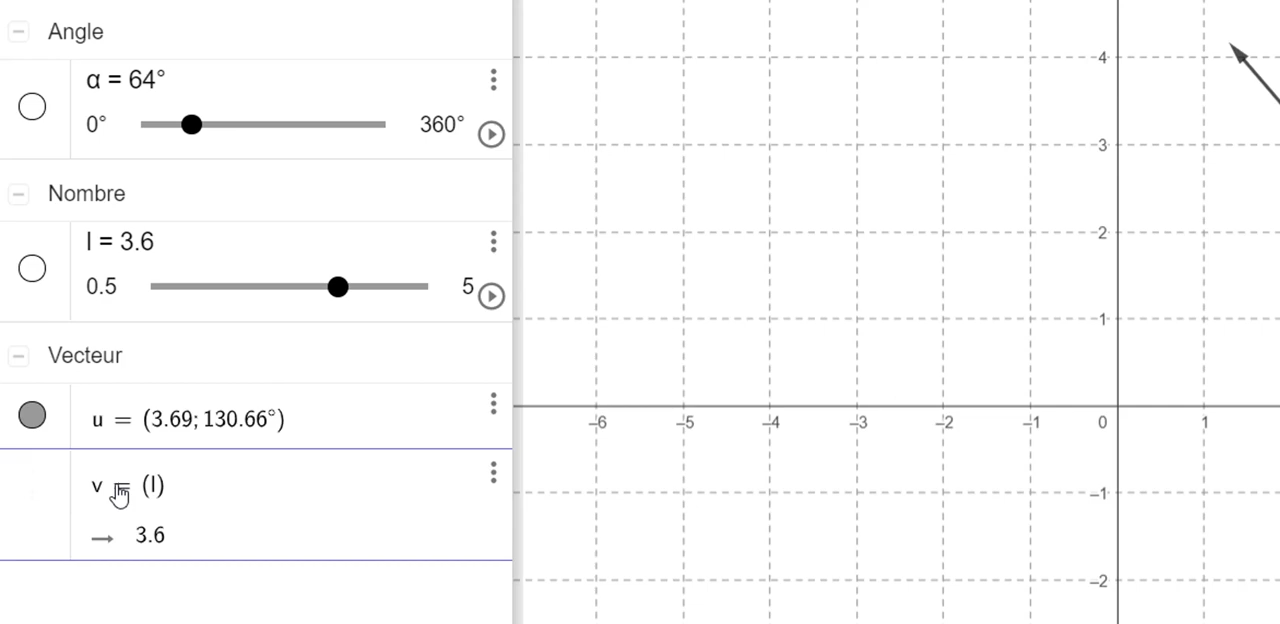 Angle
α = 64°
0° 360°
Nombre
l = 3.6
0.5 5
Vecteur
u = (3.69; 130.66°)
v = (l)
→ 3.6
4
3
2
1
–6 –5 –4 –3 –2 –1 0 1
–1
–2